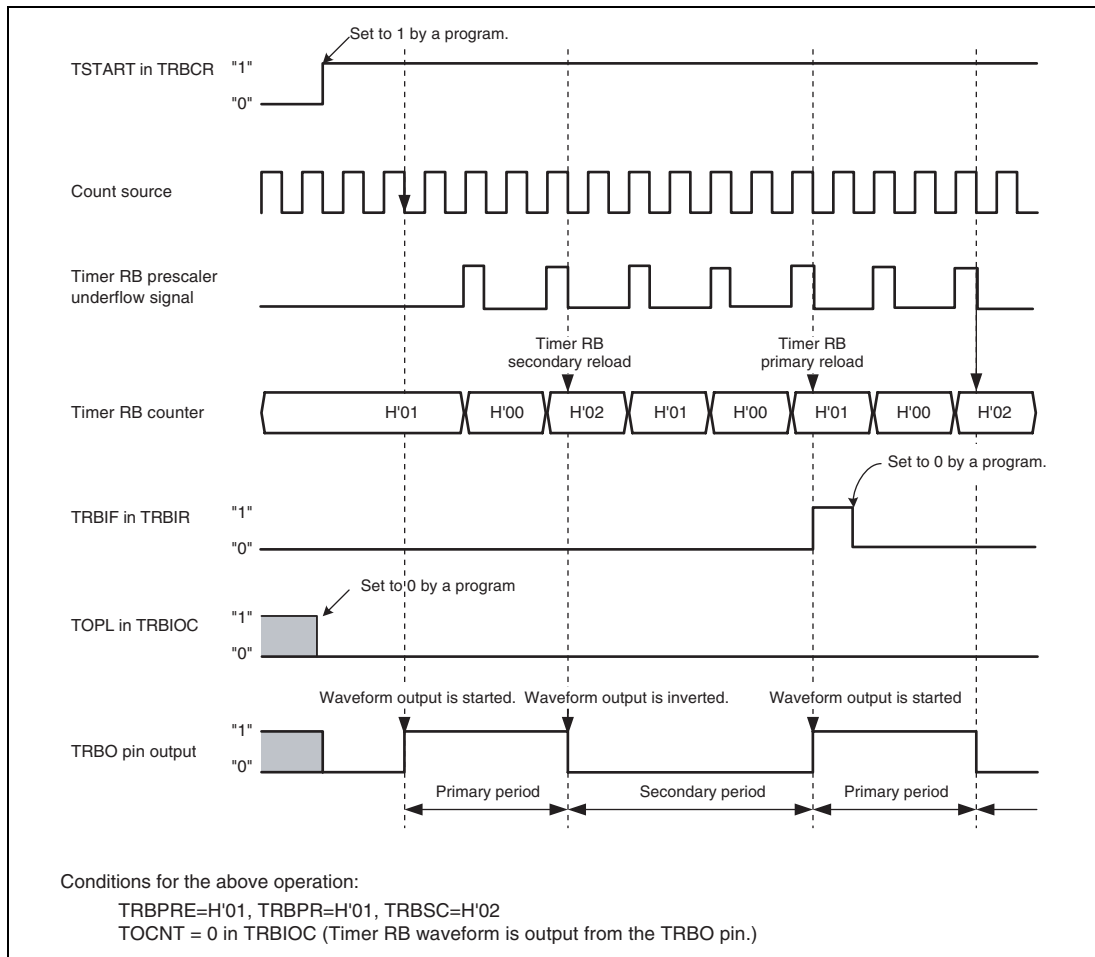 Set to 1 by a program.
TSTART in TRBCR
"1"
"0"
Count source
Timer RB prescaler
underflow signal
Timer RB
secondary reload
Timer RB
primary reload
Timer RB counter
H'01
H'00
H'02
H'01
H'00
H'01
H'00
H'02
Set to 0 by a program.
TRBIF in TRBIR
"1"
"0"
Set to 0 by a program
TOPL in TRBIOC
"1"
"0"
Waveform output is started.
Waveform output is inverted.
Waveform output is started
TRBO pin output
"1"
"0"
Primary period
Secondary period
Primary period
Conditions for the above operation:
TRBPRE=H'01, TRBPR=H'01, TRBSC=H'02
TOCNT = 0 in TRBIOC (Timer RB waveform is output from the TRBO pin.)